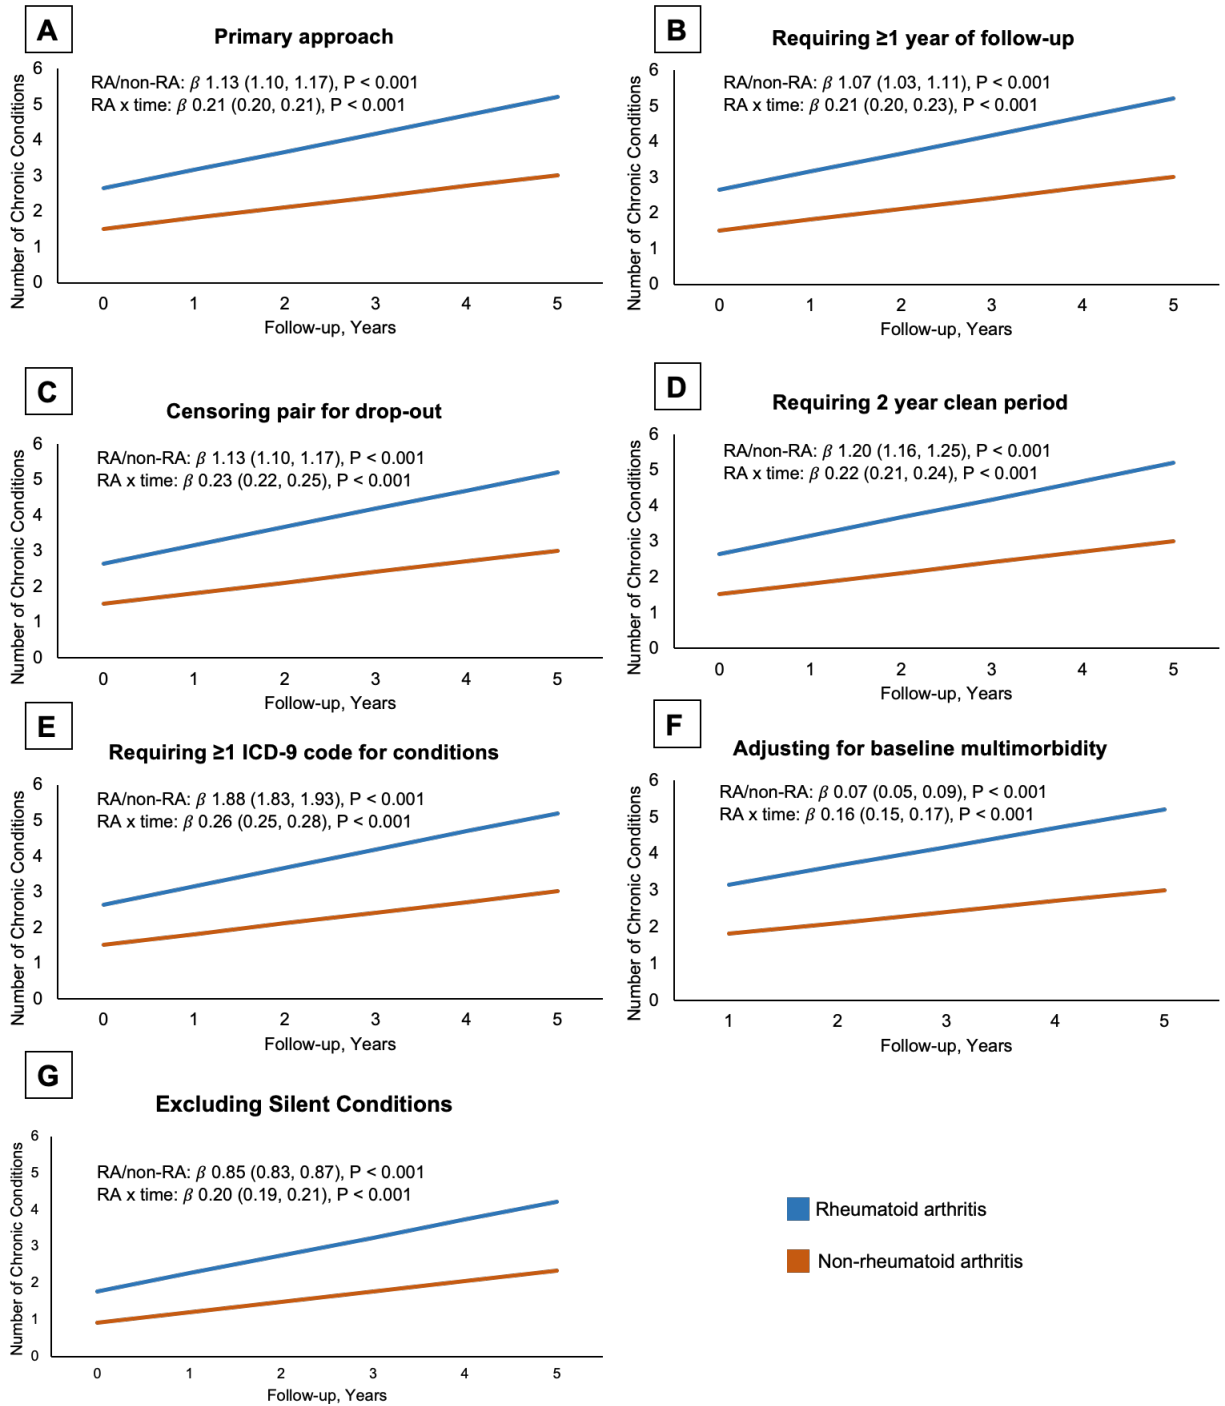 A
Primary approach
RA/non-RA: β 1.13 (1.10, 1.17), P < 0.001
RA x time: β 0.21 (0.20, 0.21), P < 0.001
Number of Chronic Conditions
6
5
4
3
2
1
0
0 1 2 3 4 5
Follow-up, Years
B
Requiring ≥1 year of follow-up
RA/non-RA: β 1.07 (1.03, 1.11), P < 0.001
RA x time: β 0.21 (0.20, 0.23), P < 0.001
Number of Chronic Conditions
6
5
4
3
2
1
0
0 1 2 3 4 5
Follow-up, Years
C
Censoring pair for drop-out
RA/non-RA: β 1.13 (1.10, 1.17), P < 0.001
RA x time: β 0.23 (0.22, 0.25), P < 0.001
Number of Chronic Conditions
6
5
4
3
2
1
0
0 1 2 3 4 5
Follow-up, Years
D
Requiring 2 year clean period
RA/non-RA: β 1.20 (1.16, 1.25), P < 0.001
RA x time: β 0.22 (0.21, 0.24), P < 0.001
Number of Chronic Conditions
6
5
4
3
2
1
0
0 1 2 3 4 5
Follow-up, Years
E
Requiring ≥1 ICD-9 code for conditions
RA/non-RA: β 1.88 (1.83, 1.93), P < 0.001
RA x time: β 0.26 (0.25, 0.28), P < 0.001
Number of Chronic Conditions
6
5
4
3
2
1
0
0 1 2 3 4 5
Follow-up, Years
F
Adjusting for baseline multimorbidity
RA/non-RA: β 0.07 (0.05, 0.09), P < 0.001
RA x time: β 0.16 (0.15, 0.17), P < 0.001
Number of Chronic Conditions
6
5
4
3
2
1
0
1 2 3 4 5
Follow-up, Years
G
Excluding Silent Conditions
RA/non-RA: β 0.85 (0.83, 0.87), P < 0.001
RA x time: β 0.20 (0.19, 0.21), P < 0.001
Number of Chronic Conditions
6
5
4
3
2
1
0
0 1 2 3 4 5
Follow-up, Years
Rheumatoid arthritis
Non-rheumatoid arthritis